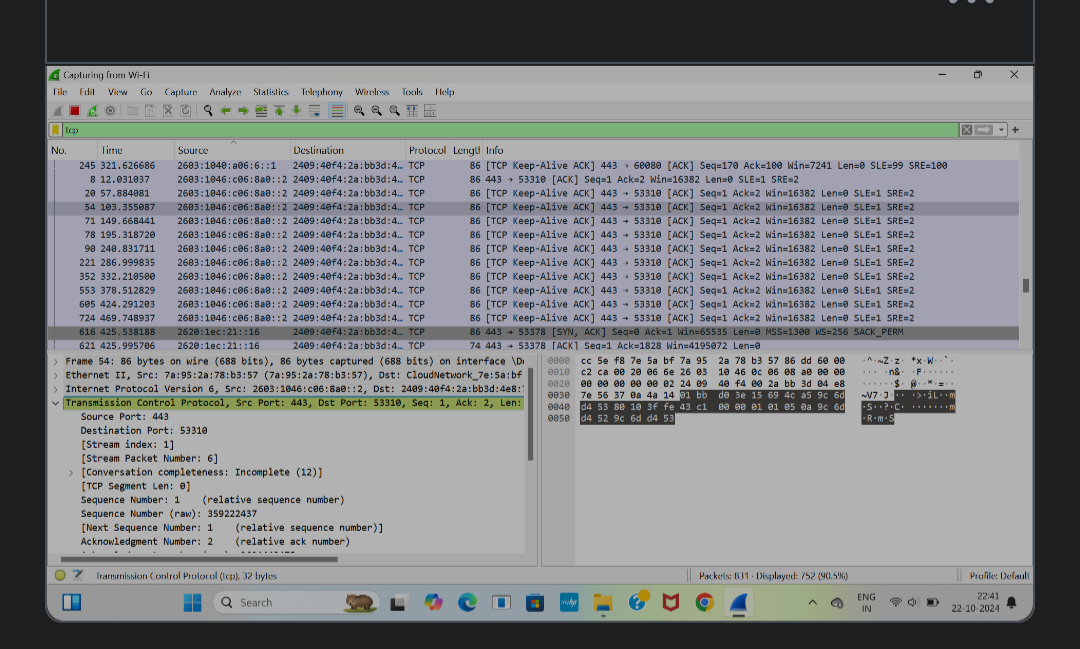 Capturing from Wi-Fi
File Edit View Go Capture Analyze Statistics Telephony Wireless Tools Help
tcp
No. Time Source Destination Protocol Length Info
245 321.626686 2603:1040:a06:6::1 2409:40f4:2a:bb3d:4… TCP 86 [TCP Keep-Alive ACK] 443 → 60080 [ACK] Seq=170 Ack=100 Win=7241 Len=0 SLE=99 SRE=100
8 12.031037 2603:1046:c06:8a0::2 2409:40f4:2a:bb3d:4… TCP 86 443 → 53310 [ACK] Seq=1 Ack=2 Win=16382 Len=0 SLE=1 SRE=2
20 57.884081 2603:1046:c06:8a0::2 2409:40f4:2a:bb3d:4… TCP 86 [TCP Keep-Alive ACK] 443 → 53310 [ACK] Seq=1 Ack=2 Win=16382 Len=0 SLE=1 SRE=2
54 103.355087 2603:1046:c06:8a0::2 2409:40f4:2a:bb3d:4… TCP 86 [TCP Keep-Alive ACK] 443 → 53310 [ACK] Seq=1 Ack=2 Win=16382 Len=0 SLE=1 SRE=2
71 149.668441 2603:1046:c06:8a0::2 2409:40f4:2a:bb3d:4… TCP 86 [TCP Keep-Alive ACK] 443 → 53310 [ACK] Seq=1 Ack=2 Win=16382 Len=0 SLE=1 SRE=2
78 195.318720 2603:1046:c06:8a0::2 2409:40f4:2a:bb3d:4… TCP 86 [TCP Keep-Alive ACK] 443 → 53310 [ACK] Seq=1 Ack=2 Win=16382 Len=0 SLE=1 SRE=2
90 240.831711 2603:1046:c06:8a0::2 2409:40f4:2a:bb3d:4… TCP 86 [TCP Keep-Alive ACK] 443 → 53310 [ACK] Seq=1 Ack=2 Win=16382 Len=0 SLE=1 SRE=2
221 286.999835 2603:1046:c06:8a0::2 2409:40f4:2a:bb3d:4… TCP 86 [TCP Keep-Alive ACK] 443 → 53310 [ACK] Seq=1 Ack=2 Win=16382 Len=0 SLE=1 SRE=2
352 332.210500 2603:1046:c06:8a0::2 2409:40f4:2a:bb3d:4… TCP 86 [TCP Keep-Alive ACK] 443 → 53310 [ACK] Seq=1 Ack=2 Win=16382 Len=0 SLE=1 SRE=2
553 378.512829 2603:1046:c06:8a0::2 2409:40f4:2a:bb3d:4… TCP 86 [TCP Keep-Alive ACK] 443 → 53310 [ACK] Seq=1 Ack=2 Win=16382 Len=0 SLE=1 SRE=2
605 424.291203 2603:1046:c06:8a0::2 2409:40f4:2a:bb3d:4… TCP 86 [TCP Keep-Alive ACK] 443 → 53310 [ACK] Seq=1 Ack=2 Win=16382 Len=0 SLE=1 SRE=2
724 469.748937 2603:1046:c06:8a0::2 2409:40f4:2a:bb3d:4… TCP 86 [TCP Keep-Alive ACK] 443 → 53310 [ACK] Seq=1 Ack=2 Win=16382 Len=0 SLE=1 SRE=2
616 425.538188 2620:1ec:21::16 2409:40f4:2a:bb3d:4… TCP 86 443 → 53378 [SYN, ACK] Seq=0 Ack=1 Win=65535 Len=0 MSS=1300 WS=256 SACK_PERM
621 425.995706 2620:1ec:21::16 2409:40f4:2a:bb3d:4… TCP 74 443 → 53378 [ACK] Seq=1 Ack=1828 Win=4195072 Len=0
Frame 54: 86 bytes on wire (688 bits), 86 bytes captured (688 bits) on interface \De
Ethernet II, Src: 7a:95:2a:78:b3:57 (7a:95:2a:78:b3:57), Dst: CloudNetwork_7e:5a:bf
Internet Protocol Version 6, Src: 2603:1046:c06:8a0::2, Dst: 2409:40f4:2a:bb3d:4e8:
Transmission Control Protocol, Src Port: 443, Dst Port: 53310, Seq: 1, Ack: 2, Len:
Source Port: 443
Destination Port: 53310
[Stream index: 1]
[Stream Packet Number: 6]
[Conversation completeness: Incomplete (12)]
[TCP Segment Len: 0]
Sequence Number: 1 (relative sequence number)
Sequence Number (raw): 359222437
[Next Sequence Number: 1 (relative sequence number)]
Acknowledgment Number: 2 (relative ack number)
0000 cc 5e f8 7e 5a bf 7a 95 2a 78 b3 57 86 dd 60 00 ·^·~Z·z· *x·W··`·
0010 c2 ca 00 20 06 6e 26 03 10 46 0c 06 08 a0 00 00 ··· ·n&· ·F······
0020 00 00 00 00 00 02 24 09 40 f4 00 2a bb 3d 04 e8 ······$· @··*·=··
0030 7e 56 37 0a 4a 14 01 bb d0 3e 15 69 4c a5 9c 6d ~V7·J··· ·>·iL··m
0040 d4 53 80 10 3f fe 43 c1 00 00 01 01 05 0a 9c 6d ·S··?·C· ·······m
0050 d4 52 9c 6d d4 53 ·R·m·S
Transmission Control Protocol (tcp), 32 bytes
Packets: 831 · Displayed: 752 (90.5%)
Profile: Default
Search
ENG
IN
22:41
22-10-2024